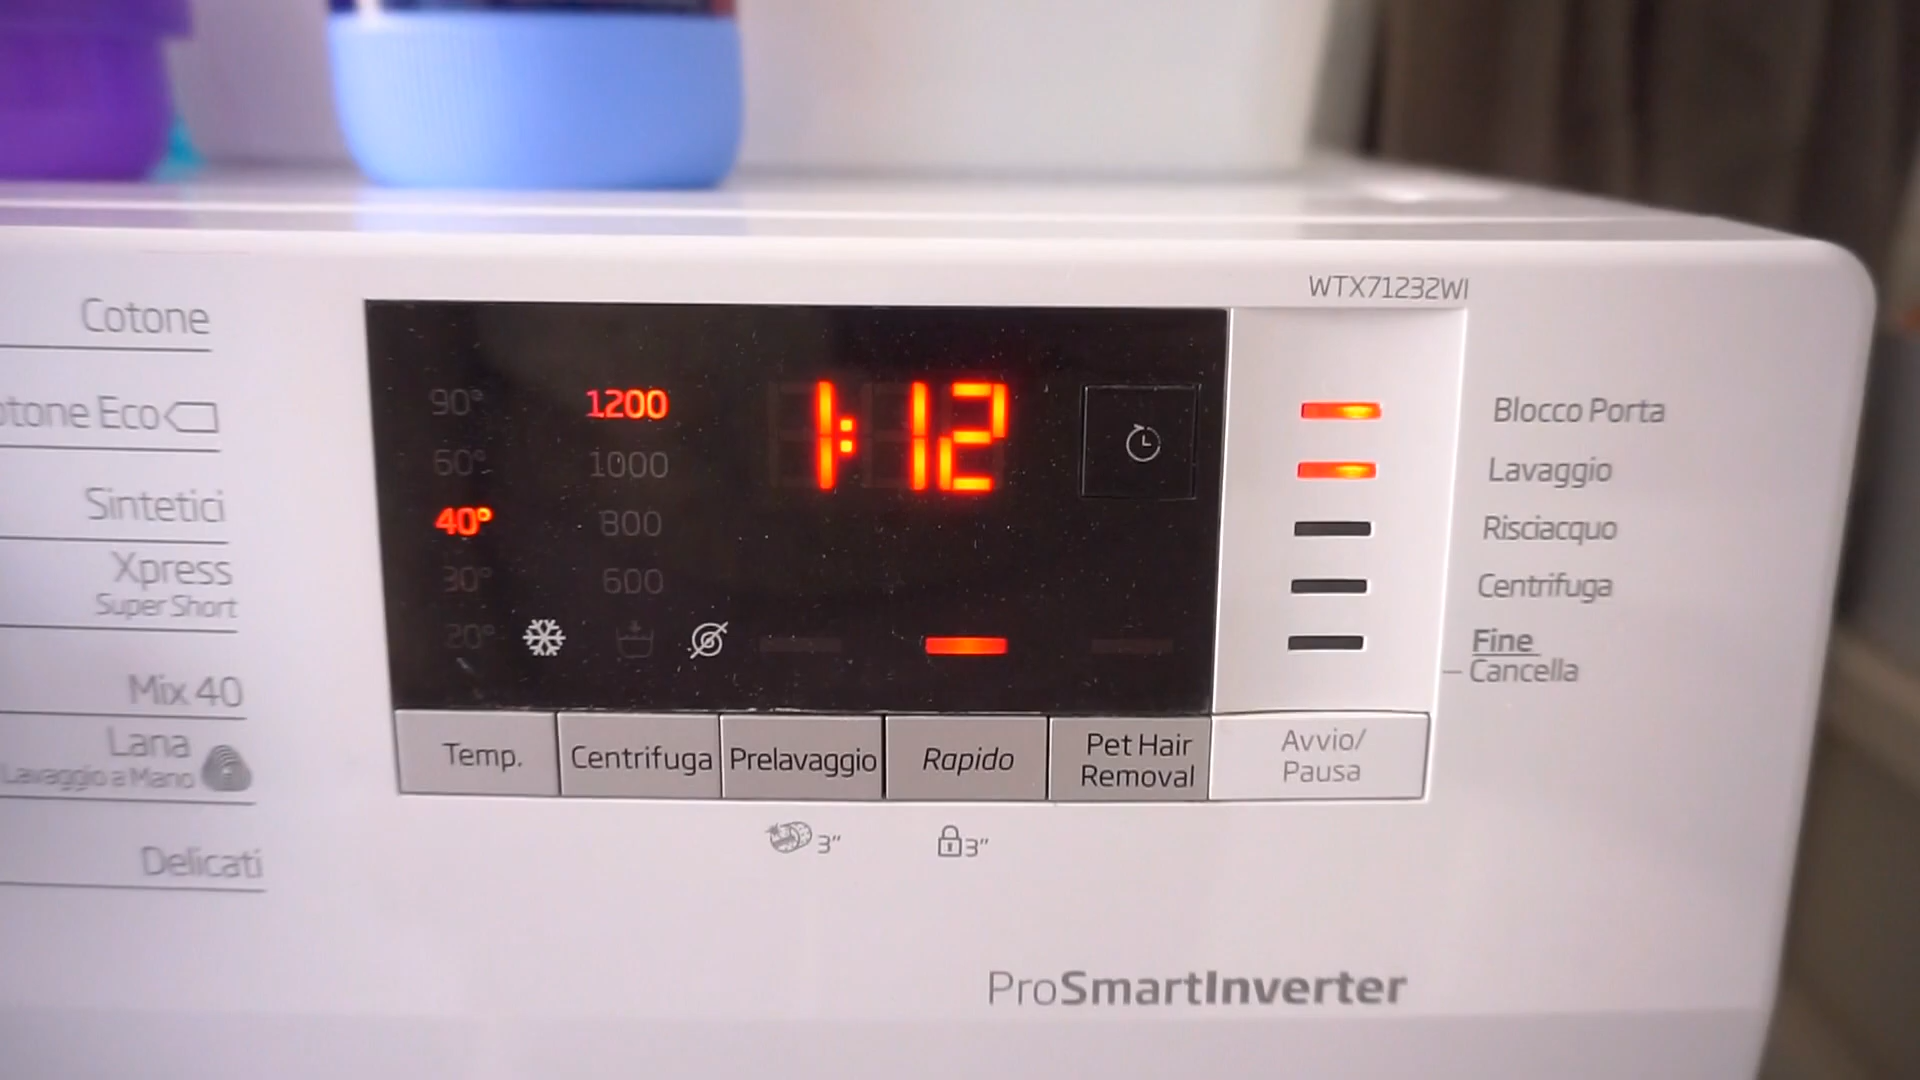 WTX71232WI
Cotone
otone Eco
Sintetici
Xpress
Super Short
Mix 40
Lana
Lavaggio a Mano
Delicati
90° 1200 1:12
60° 1000
40° 800
30° 600
20°
Blocco Porta
Lavaggio
Risciacquo
Centrifuga
Fine
Cancella
Temp. Centrifuga Prelavaggio Rapido Pet Hair Removal Avvio/ Pausa
3” 3”
ProSmartInverter